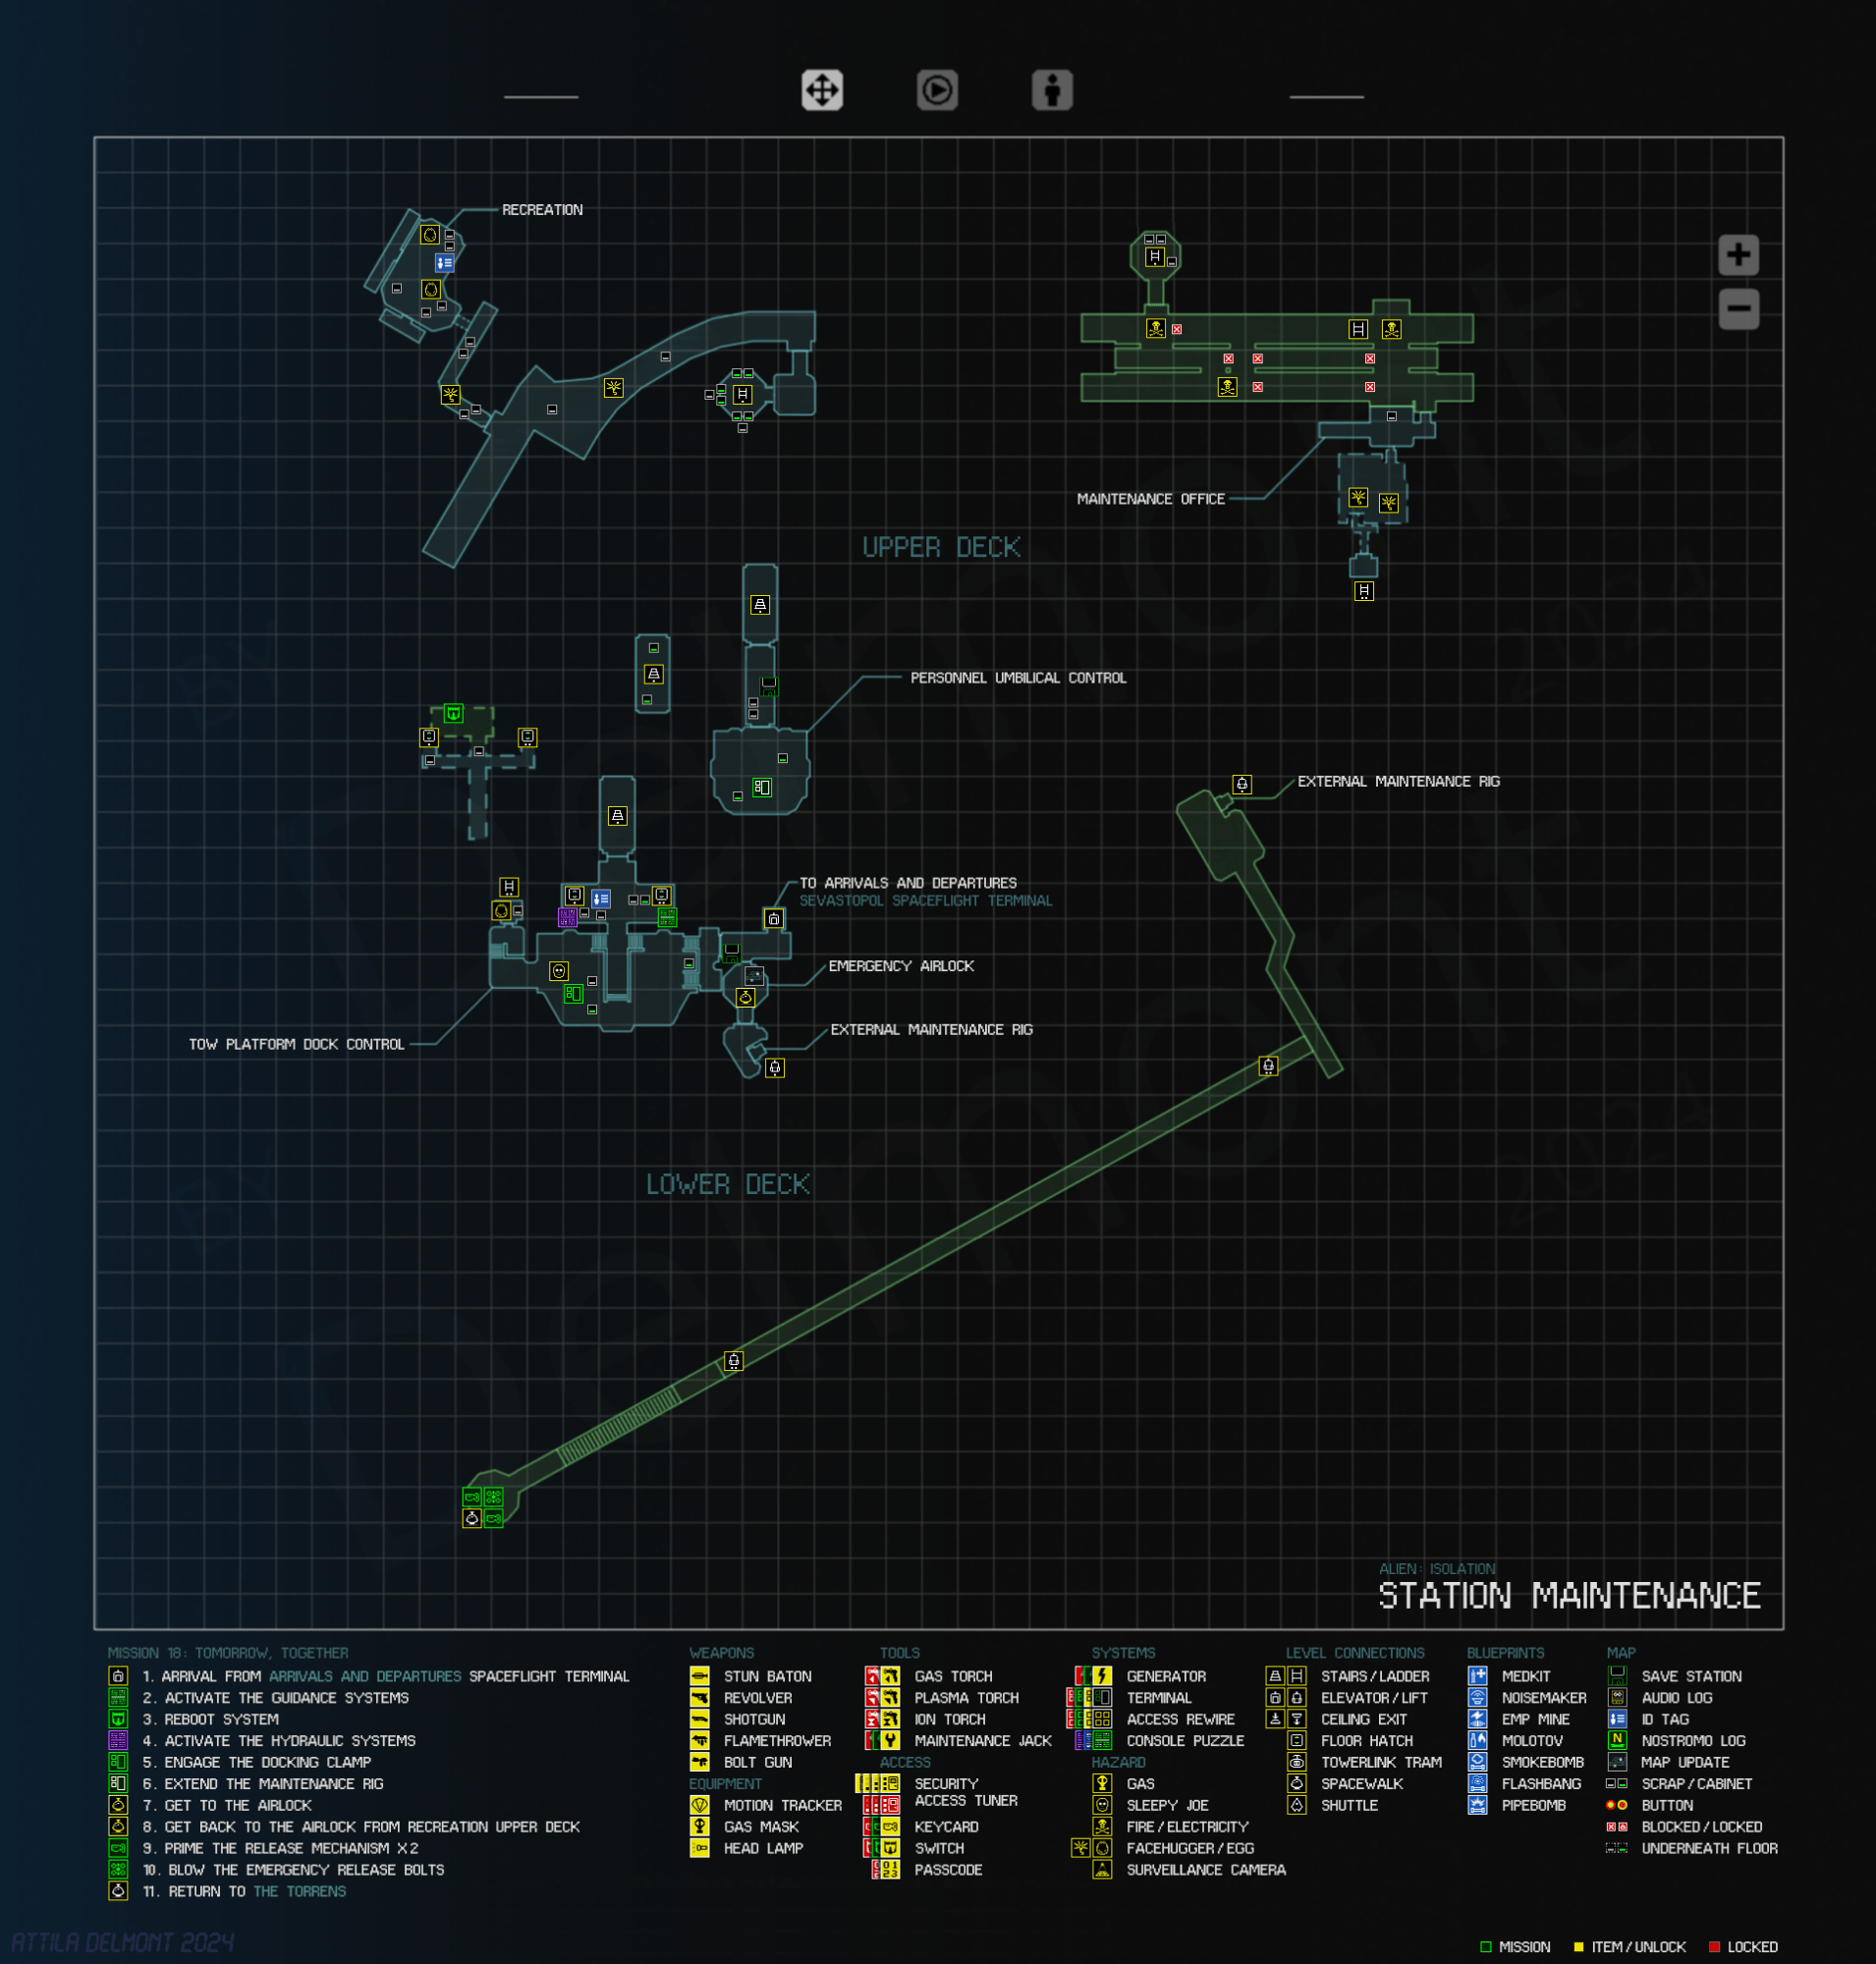 RECREATION
MAINTENANCE OFFICE
UPPER DECK
PERSONNEL UMBILICAL CONTROL
EXTERNAL MAINTENANCE RIG
TO ARRIVALS AND DEPARTURES
SEVASTOPOL SPACEFLIGHT TERMINAL
EMERGENCY AIRLOCK
EXTERNAL MAINTENANCE RIG
TOW PLATFORM DOCK CONTROL
LOWER DECK
ALIEN: ISOLATION
STATION MAINTENANCE
MISSION 18: TOMORROW, TOGETHER
1. ARRIVAL FROM ARRIVALS AND DEPARTURES SPACEFLIGHT TERMINAL
2. ACTIVATE THE GUIDANCE SYSTEMS
3. REBOOT SYSTEM
4. ACTIVATE THE HYDRAULIC SYSTEMS
5. ENGAGE THE DOCKING CLAMP
6. EXTEND THE MAINTENANCE RIG
7. GET TO THE AIRLOCK
8. GET BACK TO THE AIRLOCK FROM RECREATION UPPER DECK
9. PRIME THE RELEASE MECHANISM X2
10. BLOW THE EMERGENCY RELEASE BOLTS
11. RETURN TO THE TORRENS
WEAPONS
STUN BATON
REVOLVER
SHOTGUN
FLAMETHROWER
BOLT GUN
EQUIPMENT
MOTION TRACKER
GAS MASK
HEAD LAMP
TOOLS
GAS TORCH
PLASMA TORCH
ION TORCH
MAINTENANCE JACK
ACCESS
SECURITY
ACCESS TUNER
KEYCARD
SWITCH
PASSCODE
SYSTEMS
GENERATOR
TERMINAL
ACCESS REWIRE
CONSOLE PUZZLE
HAZARD
GAS
SLEEPY JOE
FIRE/ELECTRICITY
FACEHUGGER/EGG
SURVEILLANCE CAMERA
LEVEL CONNECTIONS
STAIRS/LADDER
ELEVATOR/LIFT
CEILING EXIT
FLOOR HATCH
TOWERLINK TRAM
SPACEWALK
SHUTTLE
BLUEPRINTS
MEDKIT
NOISEMAKER
EMP MINE
MOLOTOV
SMOKEBOMB
FLASHBANG
PIPEBOMB
MAP
SAVE STATION
AUDIO LOG
ID TAG
NOSTROMO LOG
MAP UPDATE
SCRAP/CABINET
BUTTON
BLOCKED/LOCKED
UNDERNEATH FLOOR
ATTILA DELMONT 2024
MISSION
ITEM/UNLOCK
LOCKED